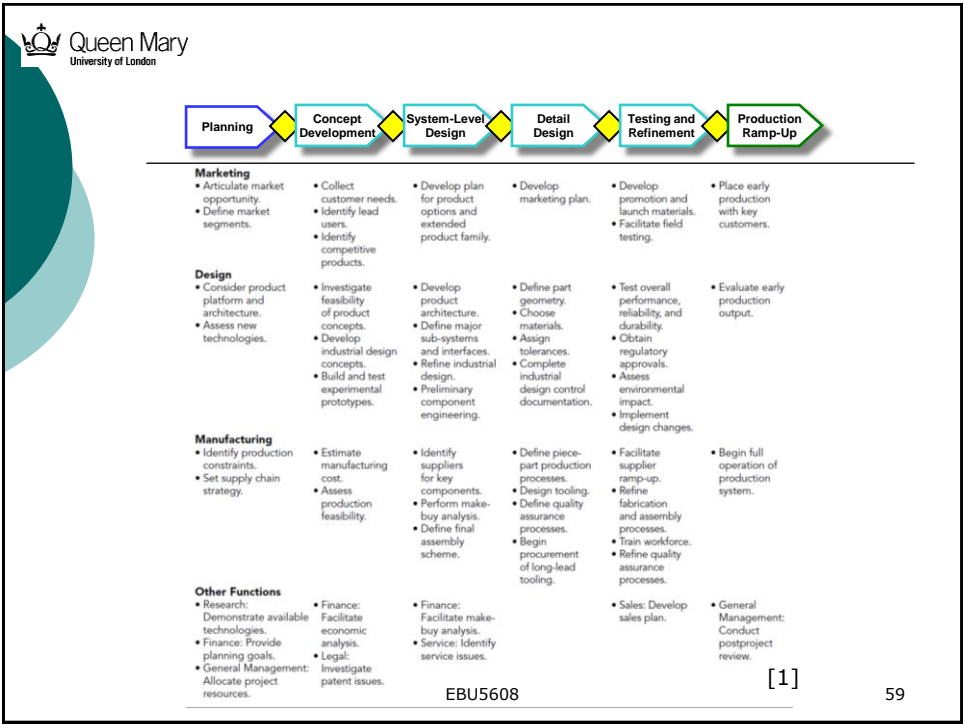 Queen Mary
University of London
Planning
Concept
Development
System-Level
Design
Detail
Design
Testing and
Refinement
Production
Ramp-Up
Marketing
• Articulate market
opportunity.
• Define market
segments.
• Collect
customer needs.
• Identify lead
users.
• Identify
competitive
products.
• Develop plan
for product
options and
extended
product family.
• Develop
marketing plan.
• Develop
promotion and
launch materials.
• Facilitate field
testing.
• Place early
production
with key
customers.
Design
• Consider product
platform and
architecture.
• Assess new
technologies.
• Investigate
feasibility
of product
concepts.
• Develop
industrial design
concepts.
• Build and test
experimental
prototypes.
• Develop
product
architecture.
• Define major
sub-systems
and interfaces.
• Refine industrial
design.
• Preliminary
component
engineering.
• Define part
geometry.
• Choose
materials.
• Assign
tolerances.
• Complete
industrial
design control
documentation.
• Test overall
performance,
reliability, and
durability.
• Obtain
regulatory
approvals.
• Assess
environmental
impact.
• Implement
design changes.
• Evaluate early
production
output.
Manufacturing
• Identify production
constraints.
• Set supply chain
strategy.
• Estimate
manufacturing
cost.
• Assess
production
feasibility.
• Identify
suppliers
for key
components.
• Perform make-
buy analysis.
• Define final
assembly
scheme.
• Define piece-
part production
processes.
• Design tooling.
• Define quality
assurance
processes.
• Begin
procurement
of long-lead
tooling.
• Facilitate
supplier
ramp-up.
• Refine
fabrication
and assembly
processes.
• Train workforce.
• Refine quality
assurance
processes.
• Begin full
operation of
production
system.
Other Functions
• Research:
Demonstrate available
technologies.
• Finance: Provide
planning goals.
• General Management:
Allocate project
resources.
• Finance:
Facilitate
economic
analysis.
• Legal:
Investigate
patent issues.
• Finance:
Facilitate make-
buy analysis.
• Service: Identify
service issues.
• Sales: Develop
sales plan.
• General
Management:
Conduct
postproject
review.
[1]
EBU5608
59